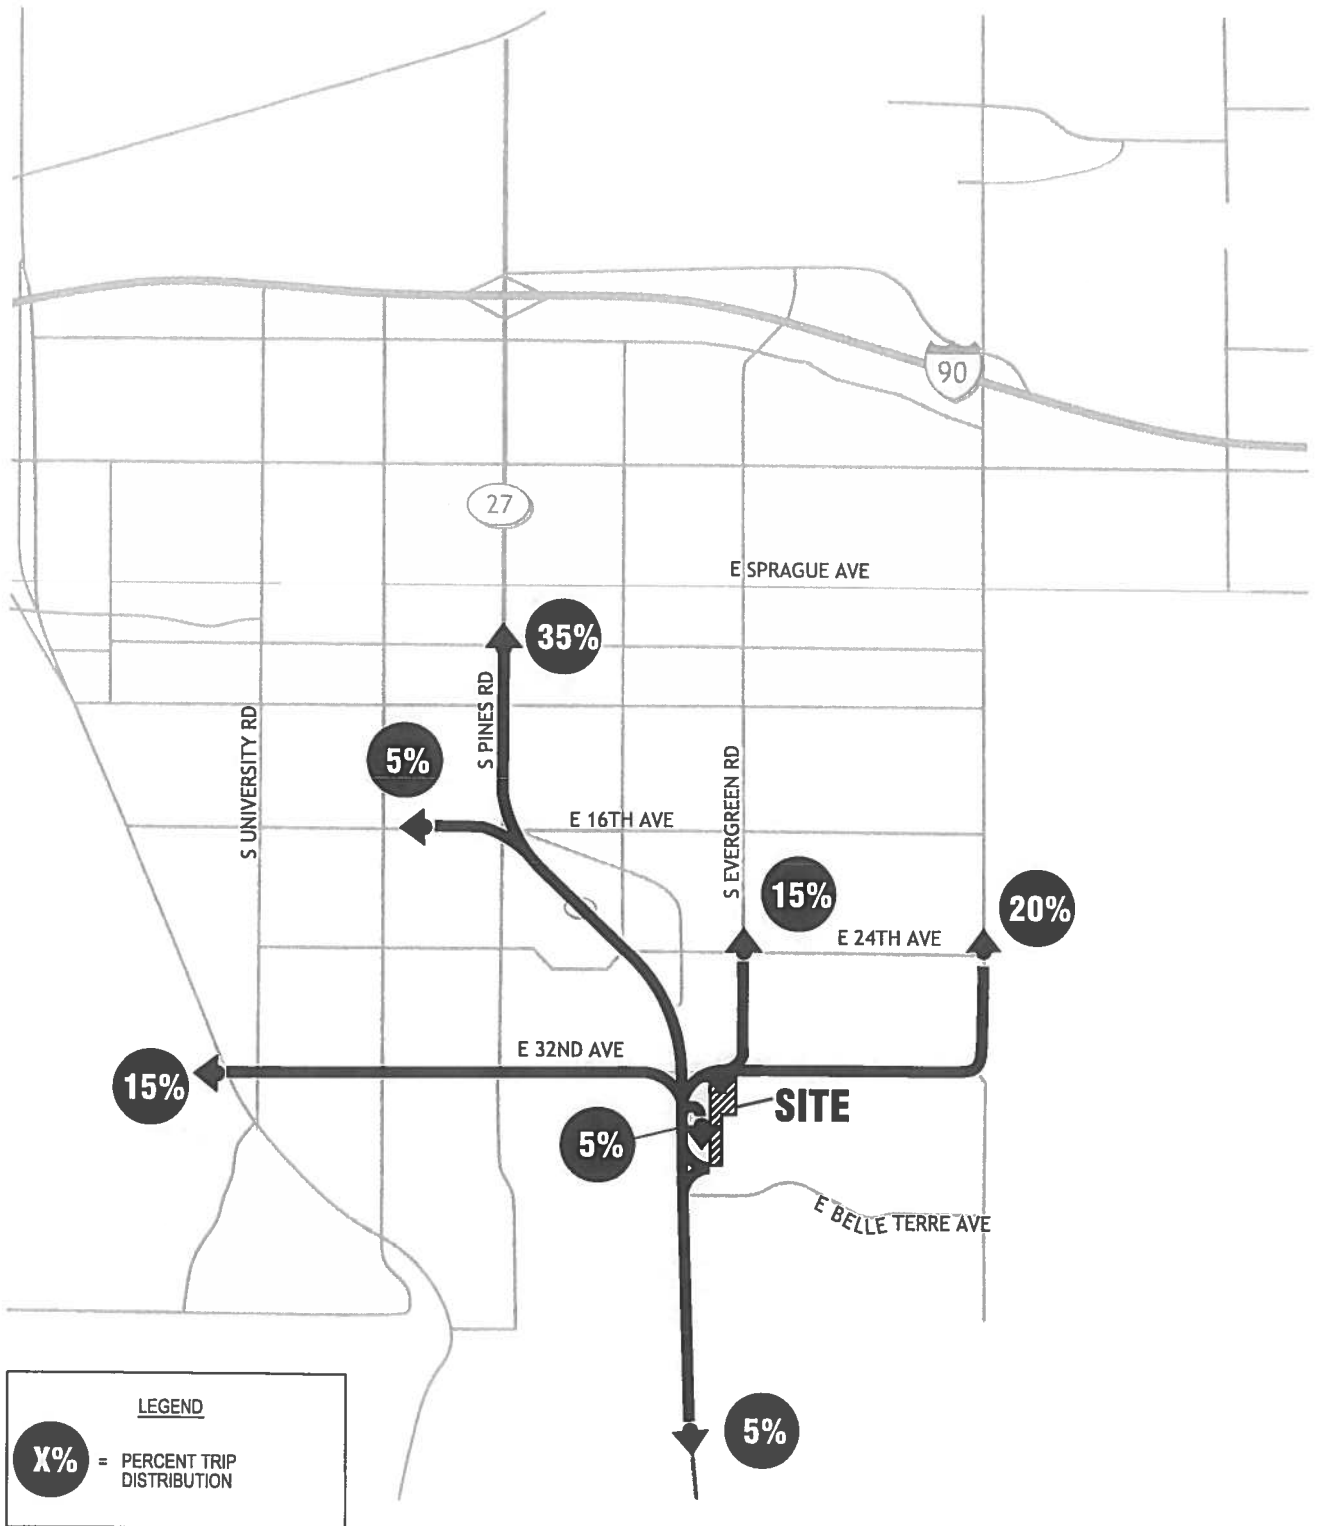 90
27
E SPRAGUE AVE
35%
S PINES RD
5%
S UNIVERSITY RD
E 16TH AVE
S EVERGREEN RD
15%
20%
E 24TH AVE
E 32ND AVE
15%
SITE
5%
E BELLE TERRE AVE
5%
LEGEND
X% = PERCENT TRIP
DISTRIBUTION